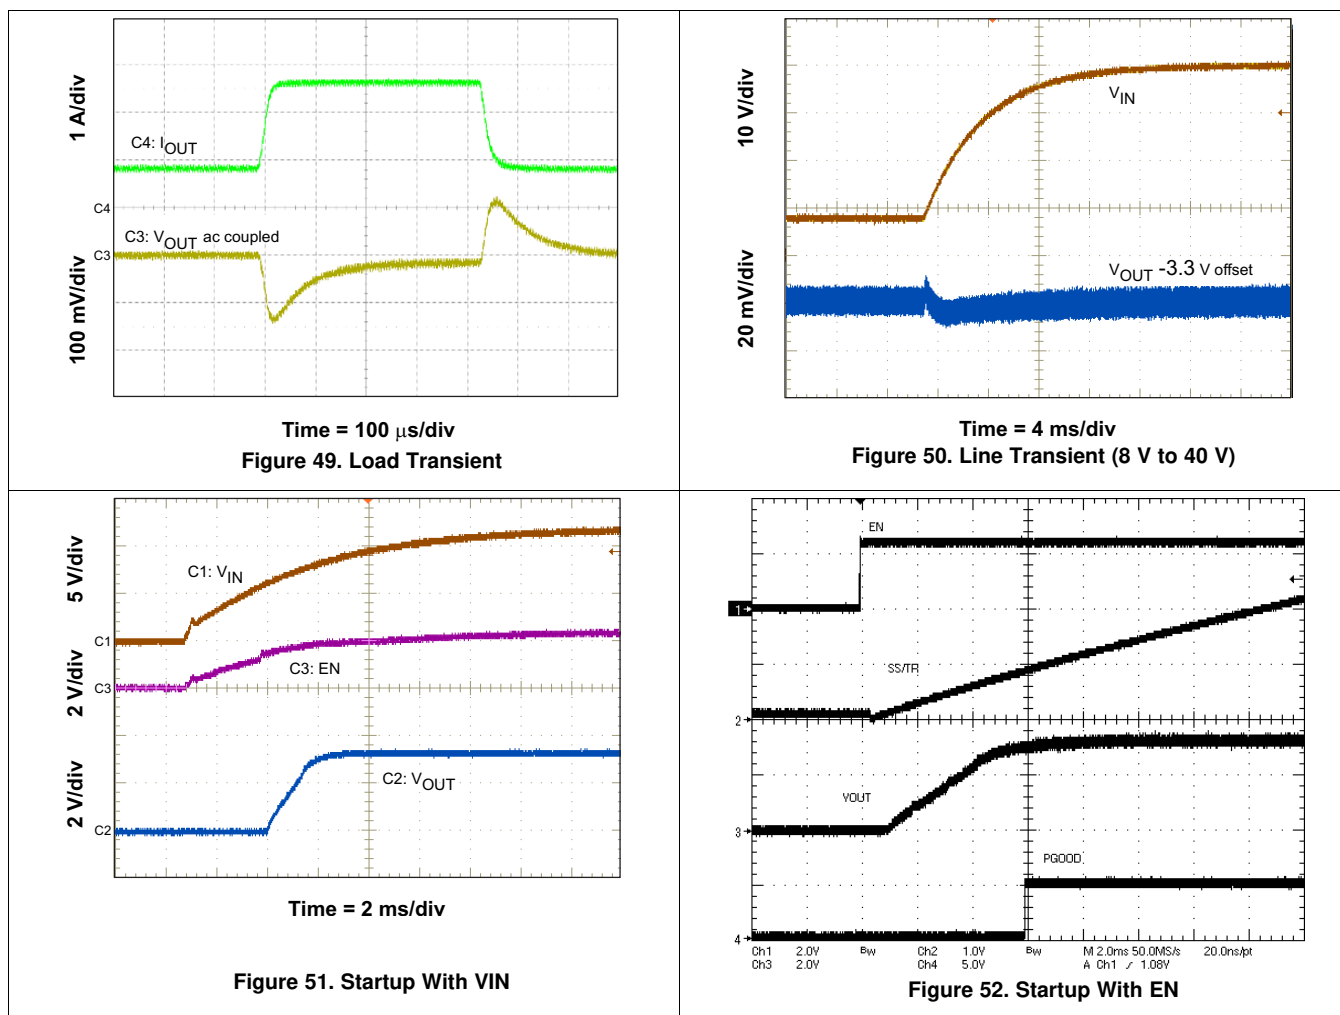 1 A/div
100 mV/div
C4: IOUT
C4
C3: VOUT ac coupled
C3
Time = 100 μs/div
Figure 49. Load Transient
10 V/div
20 mV/div
VIN
VOUT -3.3 V offset
Time = 4 ms/div
Figure 50. Line Transient (8 V to 40 V)
5 V/div
2 V/div
2 V/div
C1: VIN
C1
C3: EN
C3
C2: VOUT
C2
Time = 2 ms/div
Figure 51. Startup With VIN
EN
1
SS/TR
2
VOUT
3
PGOOD
4
Ch1 2.0V BW Ch2 1.0V BW M 2.0ms 50.0MS/s 20.0ns/pt
Ch3 2.0V Ch4 5.0V A Ch1 ƒ 1.08V
Figure 52. Startup With EN